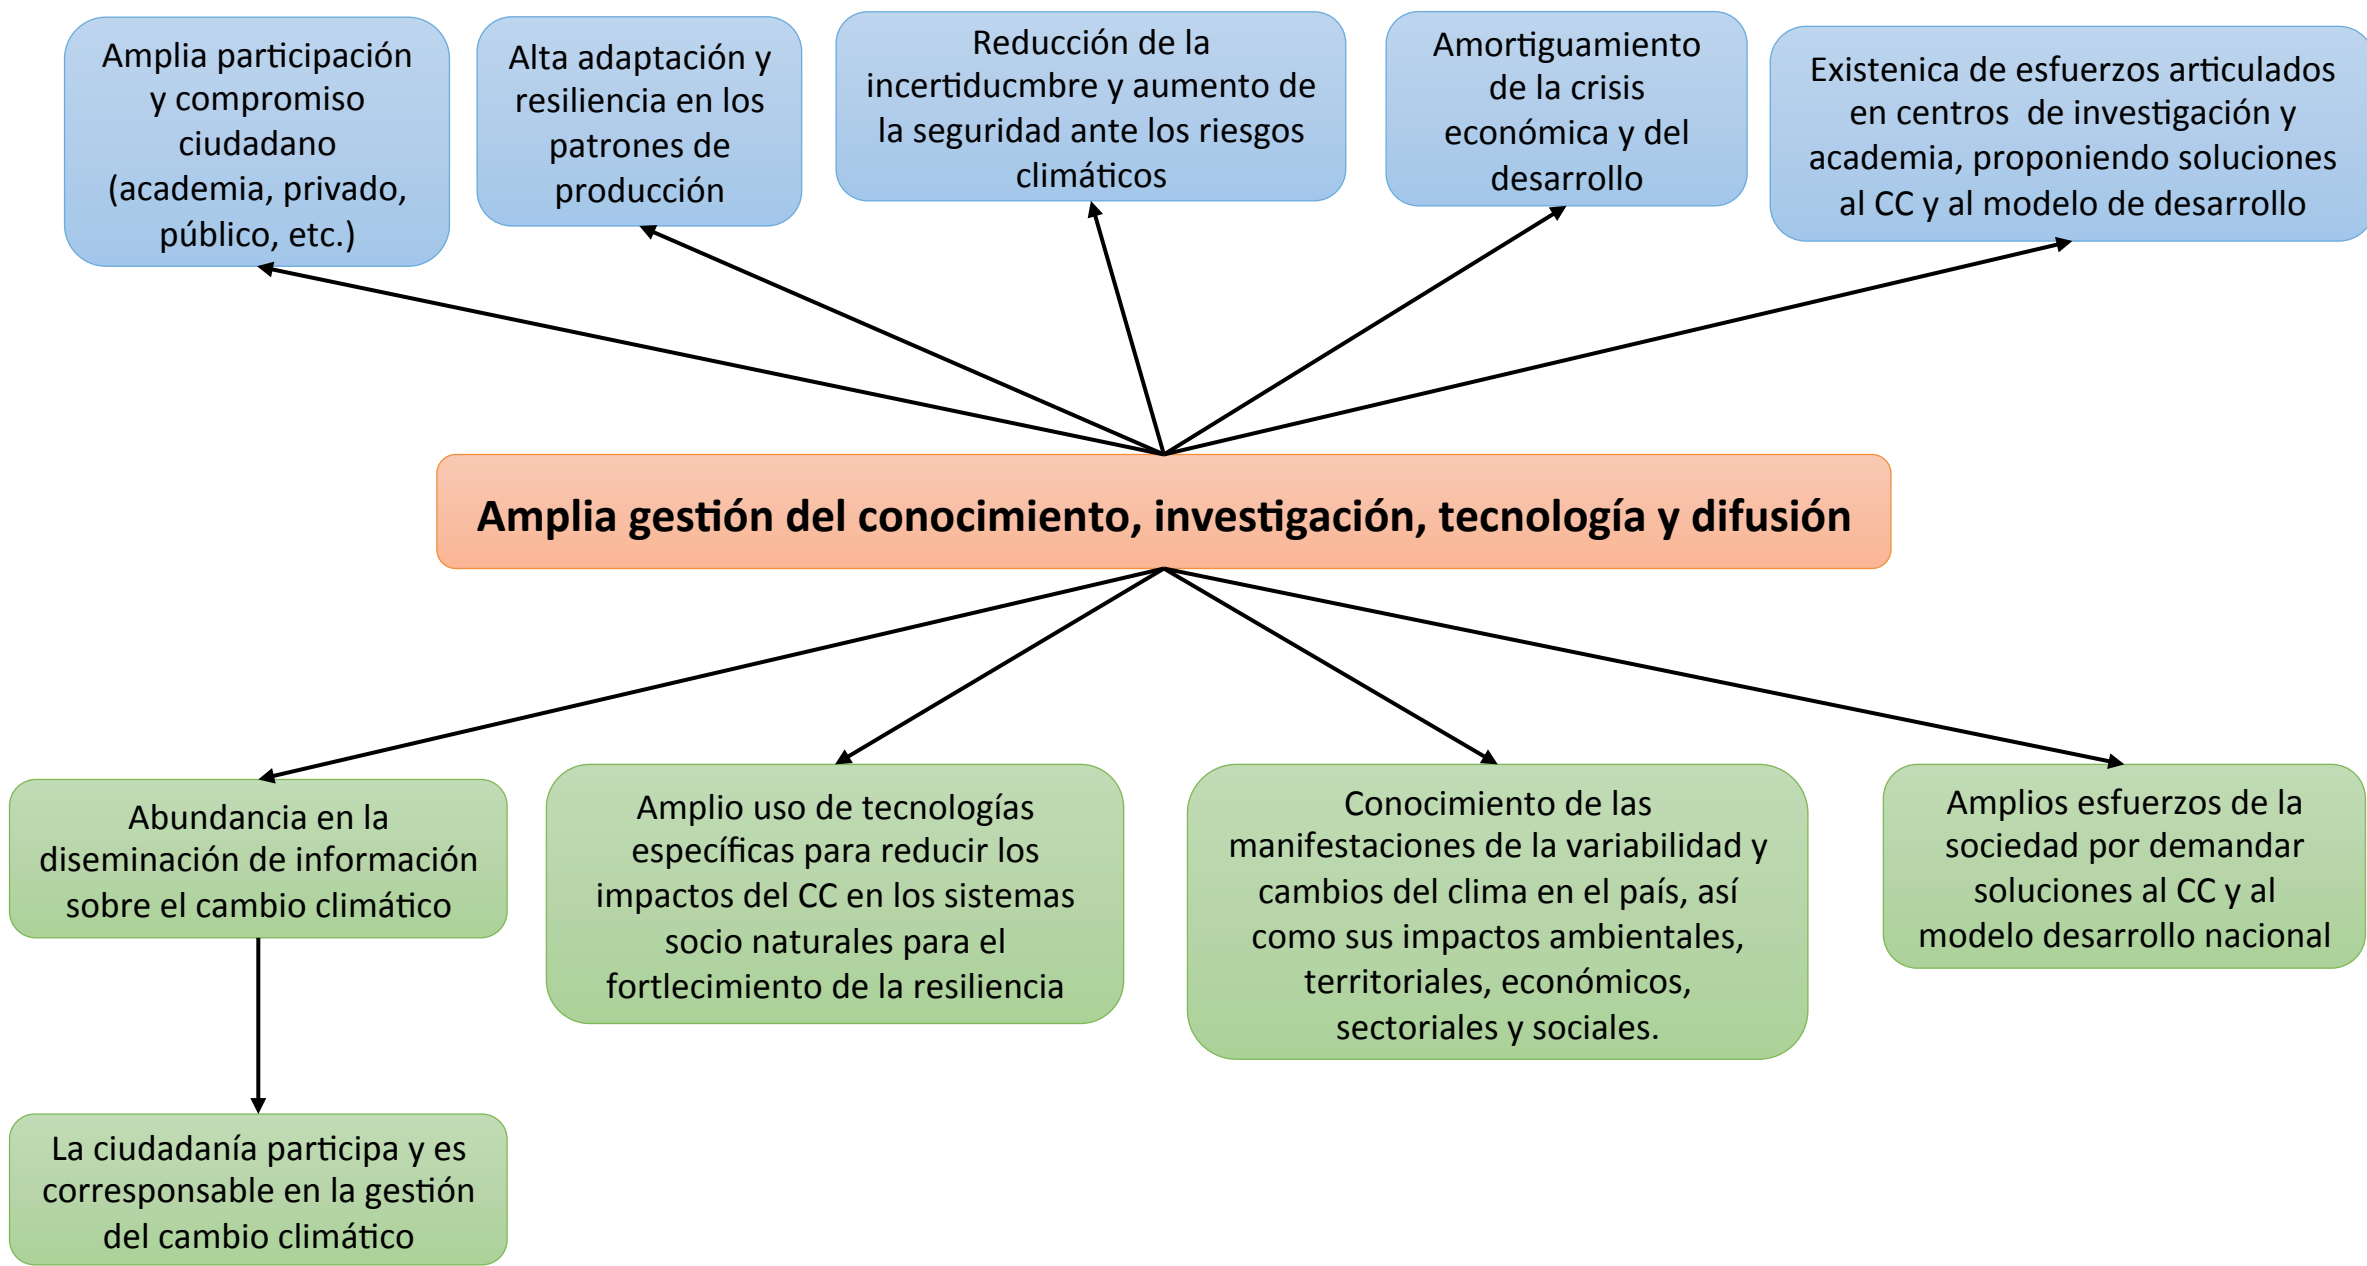 Amplia participación
y compromiso
ciudadano
(academia, privado,
público, etc.)
Alta adaptación y
resiliencia en los
patrones de
producción
Reducción de la
incertiducmbre y aumento de
la seguridad ante los riesgos
climáticos
Amortiguamiento
de la crisis
económica y del
desarrollo
Existenica de esfuerzos articulados
en centros de investigación y
academia, proponiendo soluciones
al CC y al modelo de desarrollo
Amplia gestión del conocimiento, investigación, tecnología y difusión
Abundancia en la
diseminación de información
sobre el cambio climático
Amplio uso de tecnologías
específicas para reducir los
impactos del CC en los sistemas
socio naturales para el
fortlecimiento de la resiliencia
Conocimiento de las
manifestaciones de la variabilidad y
cambios del clima en el país, así
como sus impactos ambientales,
territoriales, económicos,
sectoriales y sociales.
Amplios esfuerzos de la
sociedad por demandar
soluciones al CC y al
modelo desarrollo nacional
La ciudadanía participa y es
corresponsable en la gestión
del cambio climático